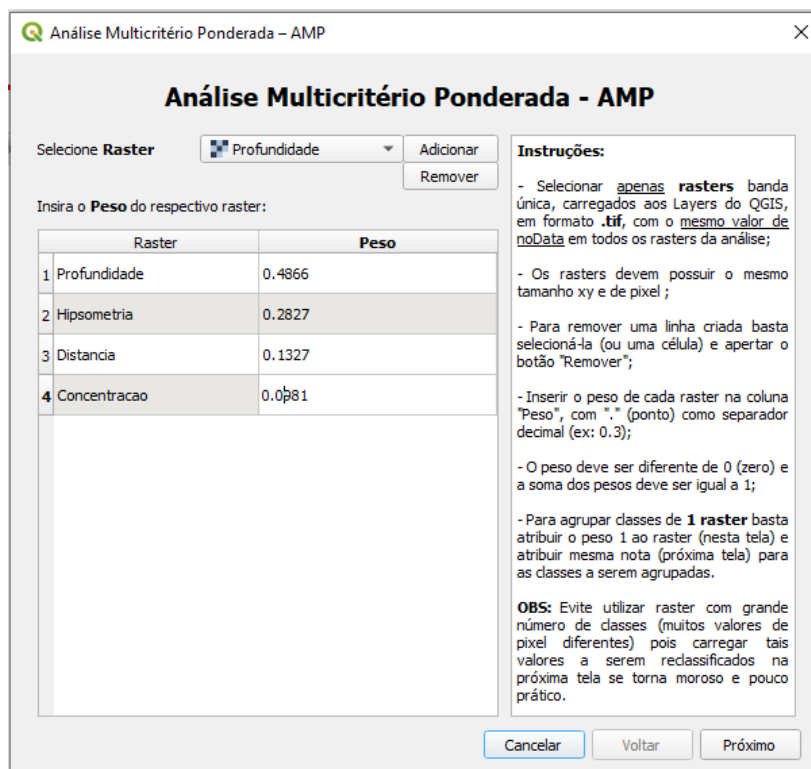 Análise Multicritério Ponderada – AMP
Análise Multicritério Ponderada - AMP
Selecione Raster
Profundidade
Adicionar
Remover
Insira o Peso do respectivo raster:
Raster Peso
1 Profundidade 0.4866
2 Hipsometria 0.2827
3 Distancia 0.1327
4 Concentracao 0.0981
Instruções:
- Selecionar apenas rasters banda
única, carregados aos Layers do QGIS,
em formato .tif, com o mesmo valor de
noData em todos os rasters da análise;
- Os rasters devem possuir o mesmo
tamanho xy e de pixel ;
- Para remover uma linha criada basta
selecioná-la (ou uma célula) e apertar o
botão "Remover";
- Inserir o peso de cada raster na coluna
"Peso", com "." (ponto) como separador
decimal (ex: 0.3);
- O peso deve ser diferente de 0 (zero) e
a soma dos pesos deve ser igual a 1;
- Para agrupar classes de 1 raster basta
atribuir o peso 1 ao raster (nesta tela) e
atribuir mesma nota (próxima tela) para
as classes a serem agrupadas.
OBS: Evite utilizar raster com grande
número de classes (muitos valores de
pixel diferentes) pois carregar tais
valores a serem reclassificados na
próxima tela se torna moroso e pouco
prático.
Cancelar
Voltar
Próximo